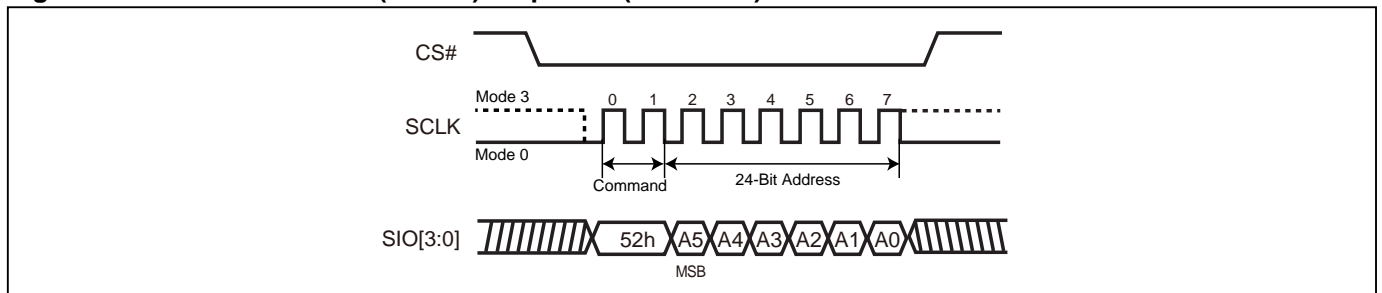 CS#
Mode 3
0 1 2 3 4 5 6 7
SCLK
Mode 0
Command
24-Bit Address
SIO[3:0]
52h A5 A4 A3 A2 A1 A0
MSB